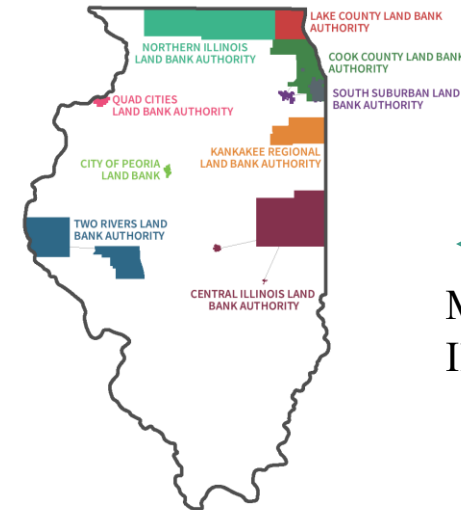 LAKE COUNTY LAND BANK
AUTHORITY
NORTHERN ILLINOIS
LAND BANK AUTHORITY
COOK COUNTY LAND BANK
AUTHORITY
QUAD CITIES
LAND BANK AUTHORITY
SOUTH SUBURBAN LAND
BANK AUTHORITY
KANKAKEE REGIONAL
LAND BANK AUTHORITY
CITY OF PEORIA
LAND BANK
TWO RIVERS LAND
BANK AUTHORITY
CENTRAL ILLINOIS LAND
BANK AUTHORITY
M